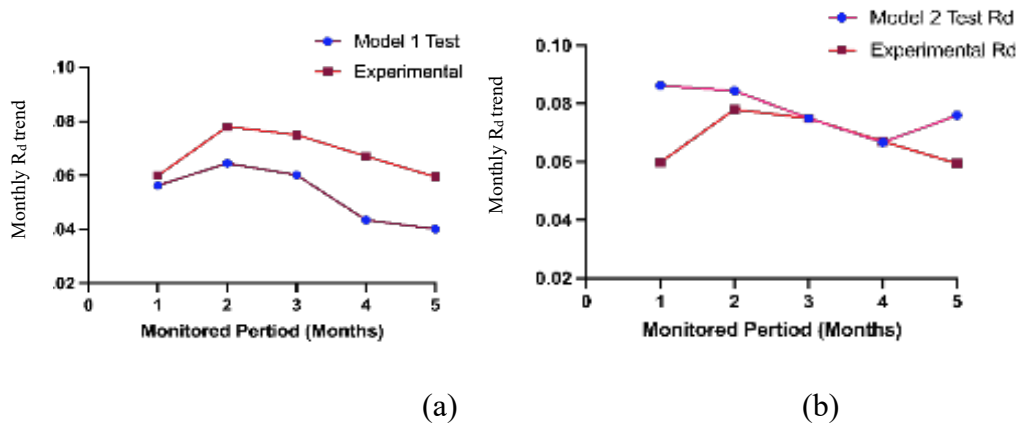 Model 1 Test
Experimental
Monthly Rd trend
.10
.08
.06
.04
.02
0
1
2
3
4
5
Monitored Pertiod (Months)
(a)
Model 2 Test Rd
Experimental Rd
Monthly Rd trend
0.10
0.08
0.06
0.04
0.02
0
1
2
3
4
5
Monitored Pertiod (Months)
(b)